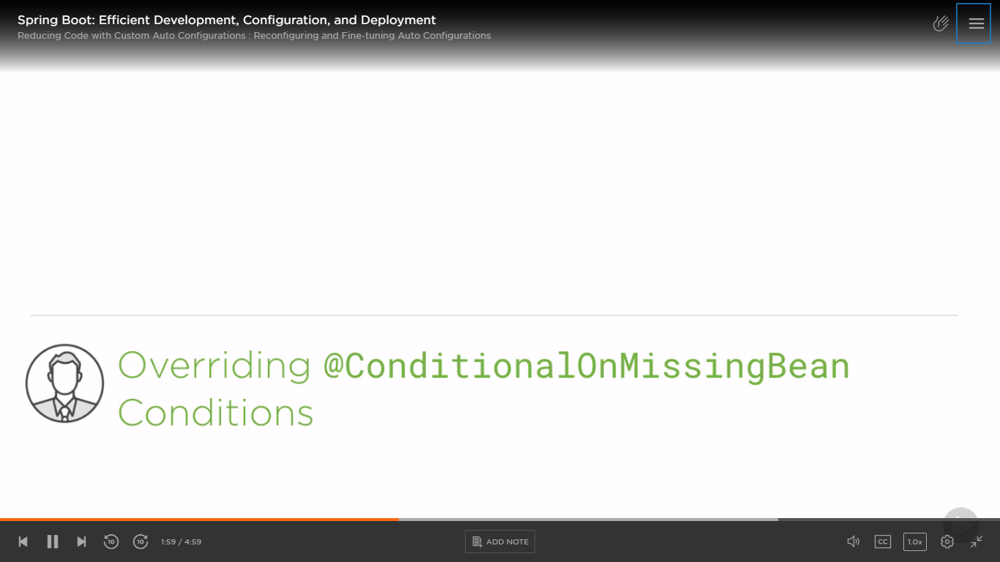 Spring Boot: Efficient Development, Configuration, and Deployment
Reducing Code with Custom Auto Configurations : Reconfiguring and Fine-tuning Auto Configurations
Overriding @ConditionalOnMissingBean
Conditions
10
10
1:59 / 4:59
ADD NOTE
CC
1.0x